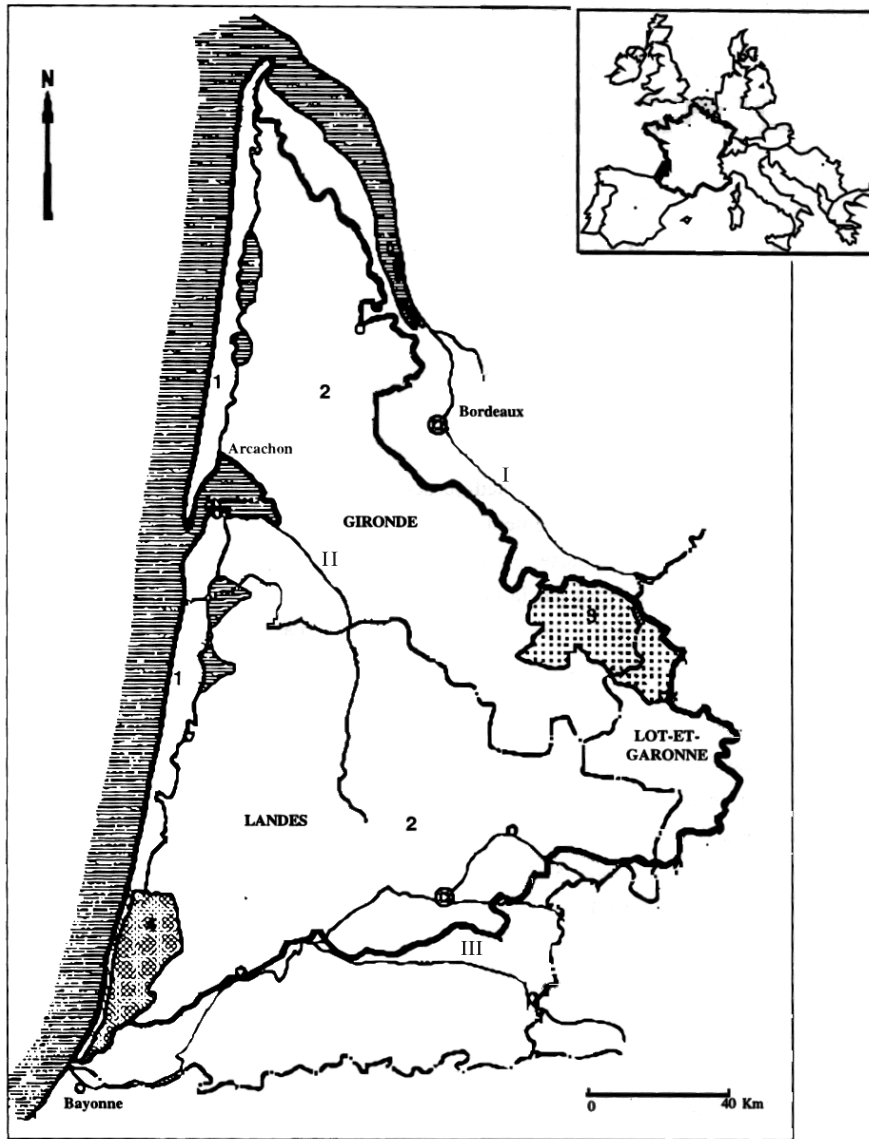 N
1
2
Bordeaux
Arcachon
I
GIRONDE
II
1
LOT-ET-
GARONNE
LANDES
2
III
Bayonne
0
40 Km